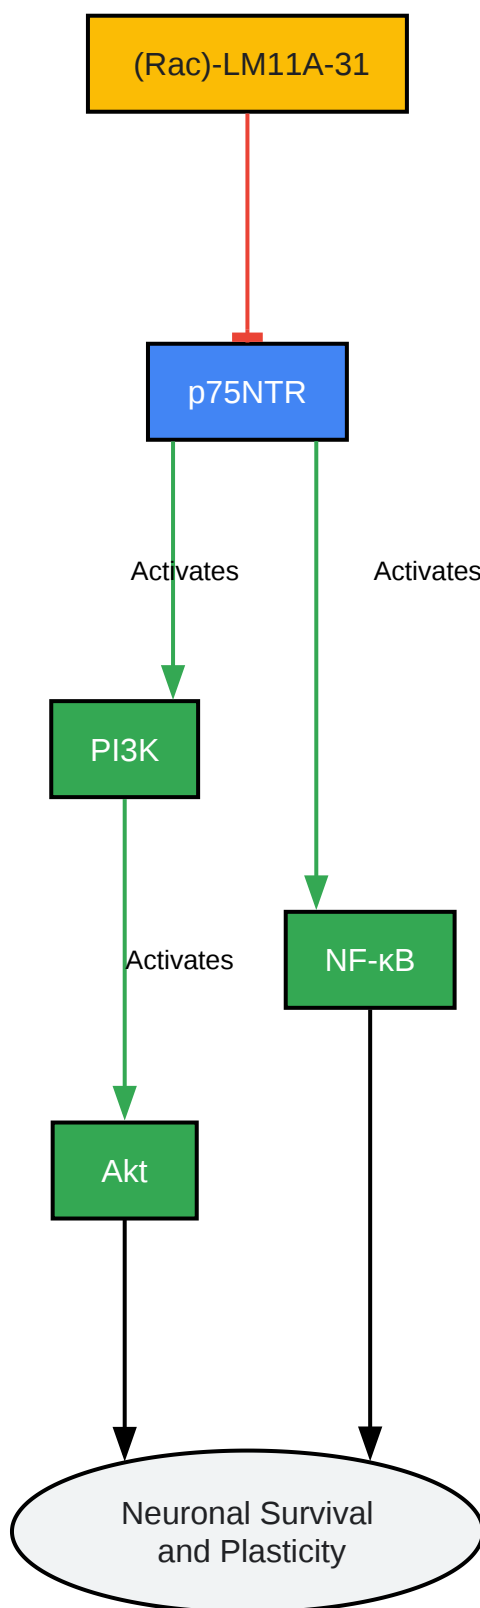 (Rac)-LM11A-31
p75NTR
Activates
Activates
PI3K
NF-κB
Activates
Akt
Neuronal Survival
and Plasticity